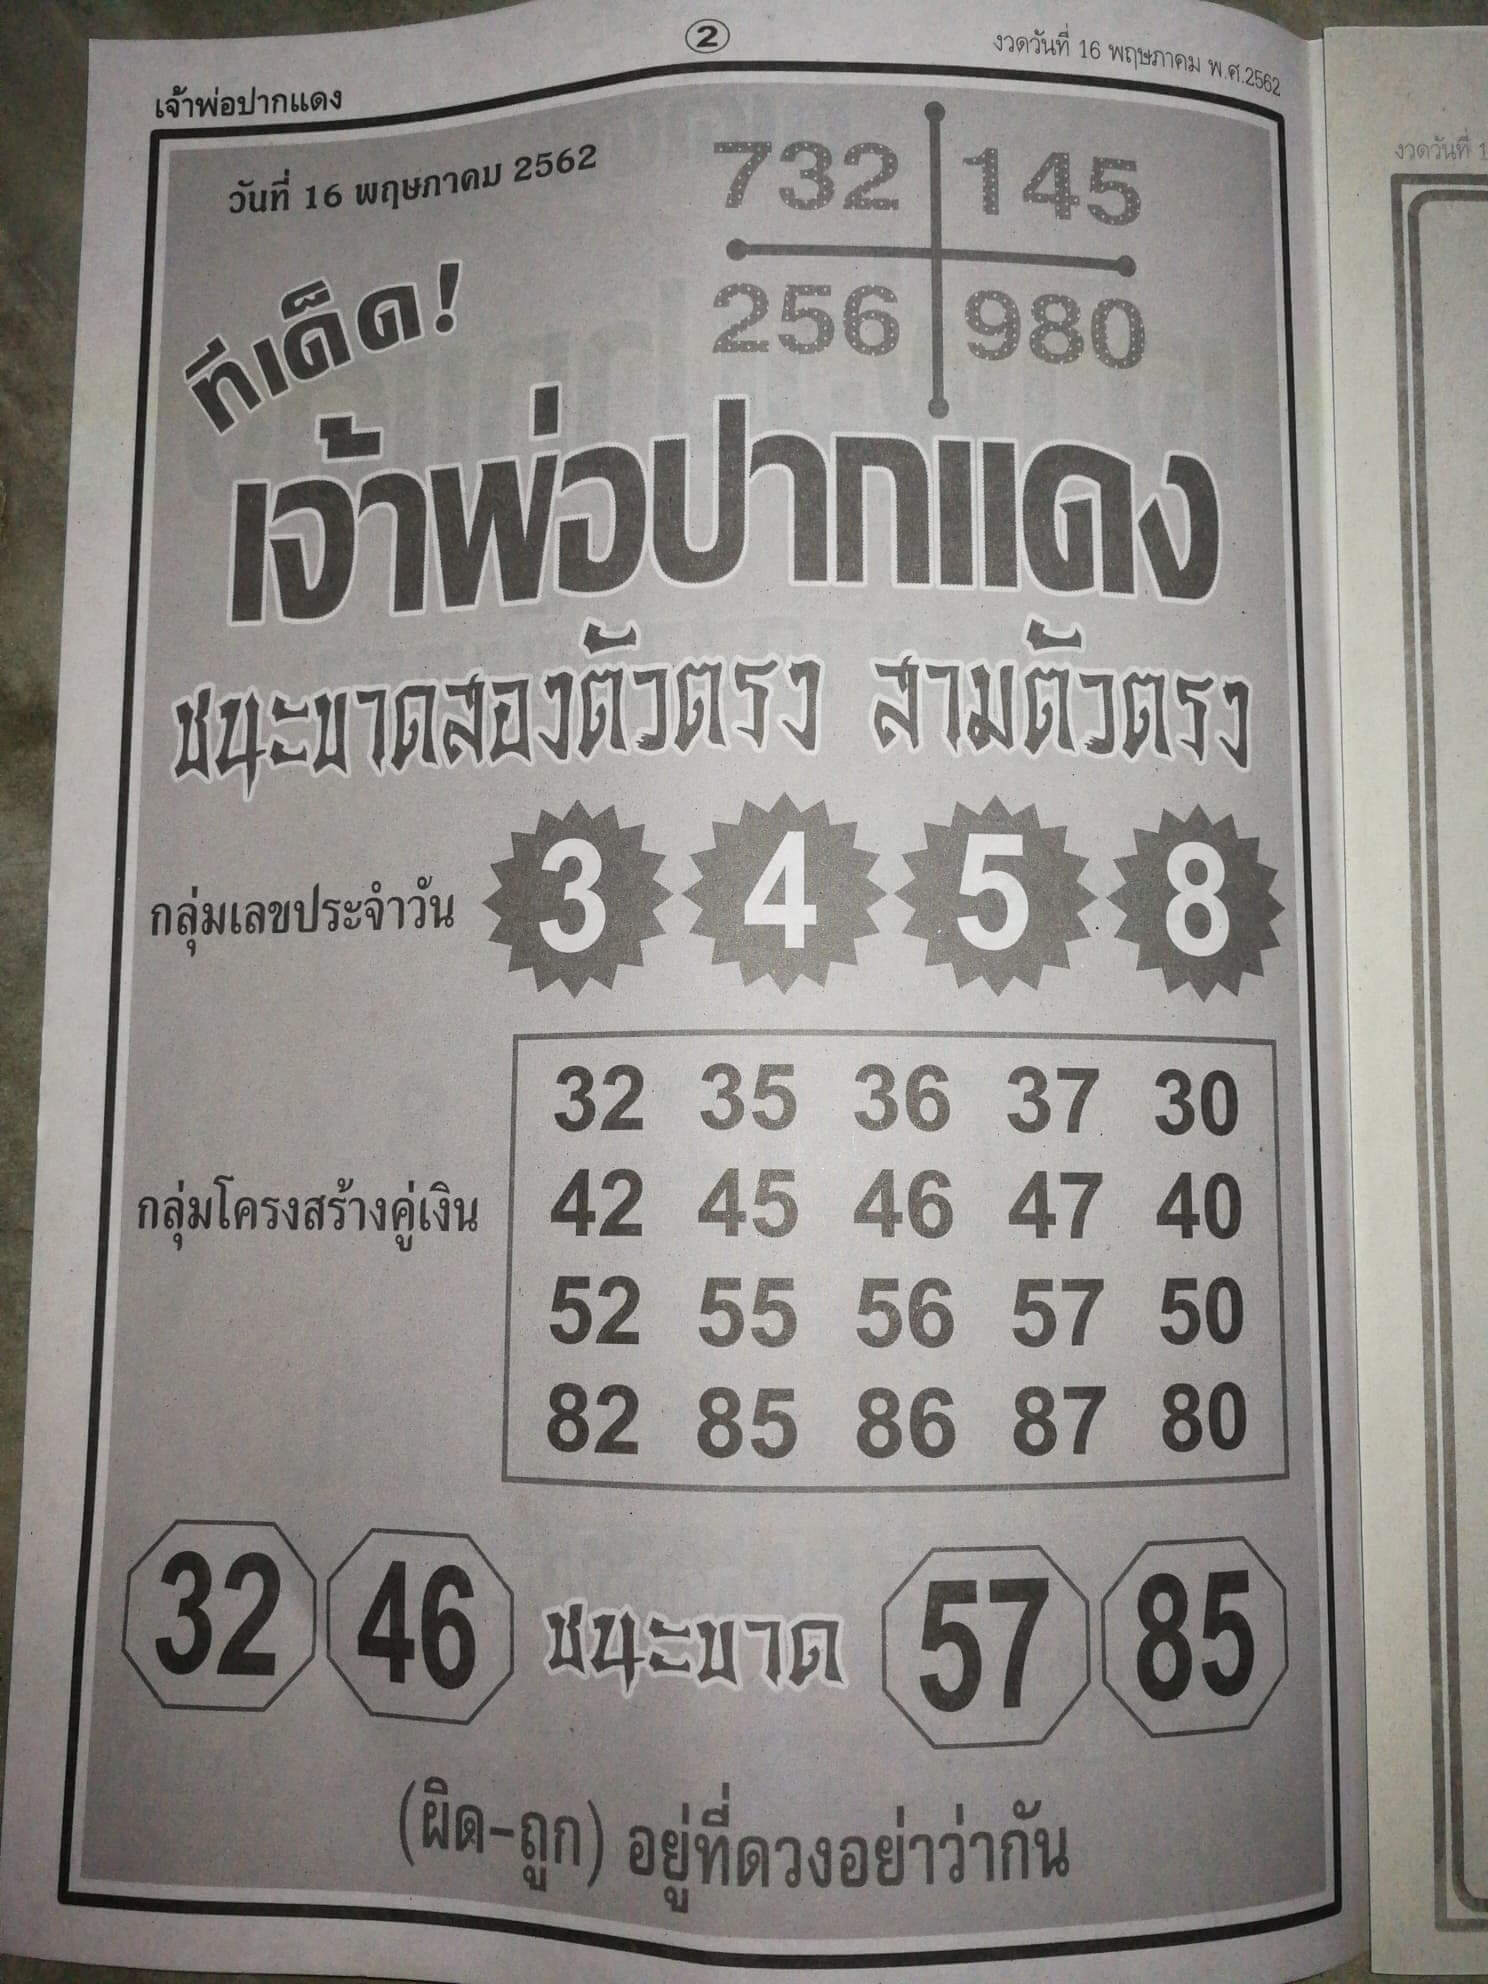 2
งวดวันที่ 16 พฤษภาคม พ.ศ.2562
เจ้าพ่อปากแดง
วันที่ 16 พฤษภาคม 2562
732 145
256 980
ทีเด็ด!
เจ้าพ่อปากแดง
ชนะขาดสองตัวตรง สามตัวตรง
กลุ่มเลขประจำวัน 3 4 5 8
32 35 36 37 30
กลุ่มโครงสร้างคู่เงิน 42 45 46 47 40
52 55 56 57 50
82 85 86 87 80
32 46 ชนะขาด 57 85
(ผิด-ถูก) อยู่ที่ดวงอย่าว่ากัน
งวดวันที่ 1